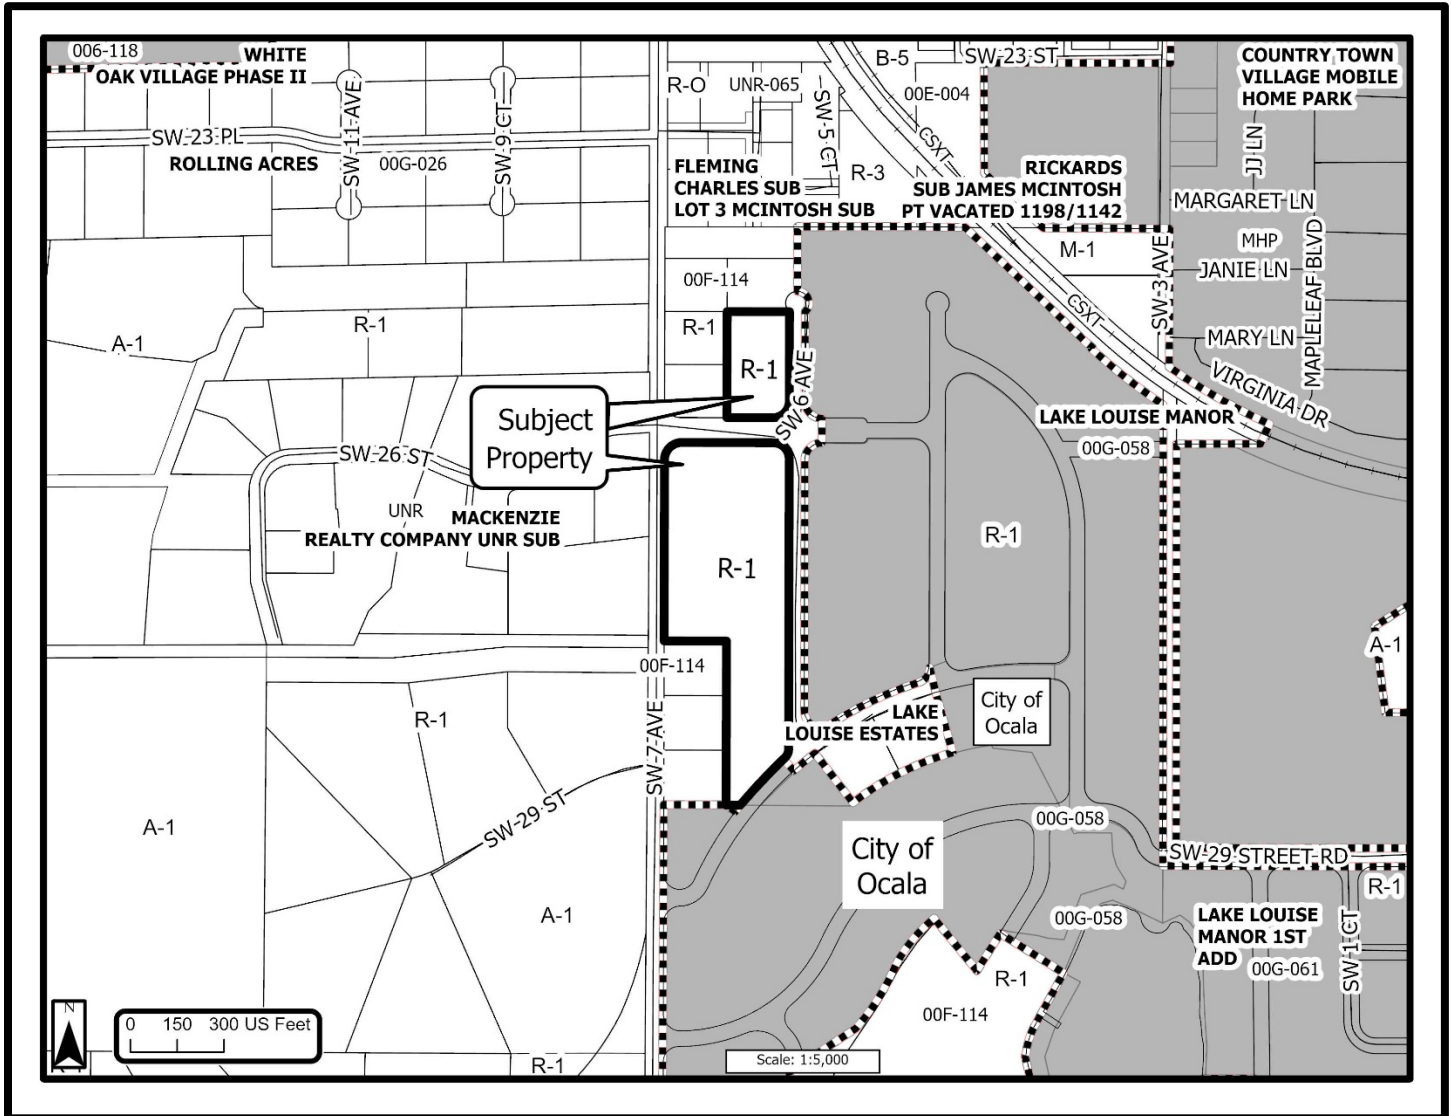 006-118
WHITE
OAK VILLAGE PHASE II
SW 11 AVE
SW 9 CT
SW 23 PL
ROLLING ACRES
00G-026
R-O
UNR-065
SW 5 CT
B-5
00E-004
SW 23 ST
CSXT
R-3
FLEMING
CHARLES SUB
LOT 3 MCINTOSH SUB
RICKARDS
SUB JAMES MCINTOSH
PT VACATED 1198/1142
COUNTRY TOWN
VILLAGE MOBILE
HOME PARK
JJ LN
MARGARET LN
MHP
JANIE LN
MAPLELEAF BLVD
MARY LN
VIRGINIA DR
M-1
SW 3 AVE
CSXT
00F-114
R-1
R-1
SW 6 AVE
A-1
R-1
Subject
Property
LAKE LOUISE MANOR
00G-058
SW 26 ST
UNR
MACKENZIE
REALTY COMPANY UNR SUB
R-1
R-1
A-1
00F-114
SW 7 AVE
LAKE
LOUISE ESTATES
City of
Ocala
R-1
SW 29 ST
A-1
A-1
00G-058
City of
Ocala
SW 29 STREET RD
R-1
00G-058
LAKE LOUISE
MANOR 1ST
ADD
00G-061
SW 1 CT
R-1
00F-114
N
0 150 300 US Feet
R-1
Scale: 1:5,000